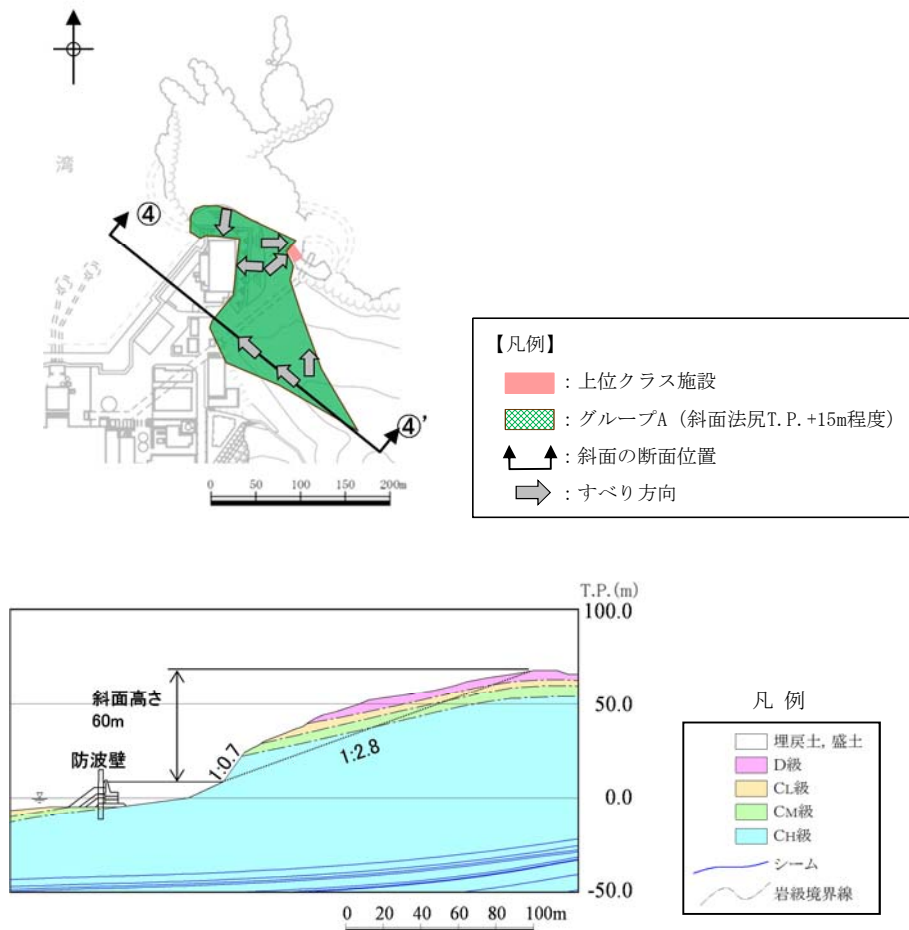 湾
④
④'
0 50 100 150 200m
【凡例】
：上位クラス施設
：グループA（斜面法尻T.P.+15m程度）
：斜面の断面位置
：すべり方向
T.P.(m)
100.0
斜面高さ
60m
50.0
防波壁
1:0.7
1:2.8
0.0
-50.0
0 20 40 60 80 100m
凡 例
埋戻土，盛土
D級
CL級
CM級
CH級
シーム
岩級境界線